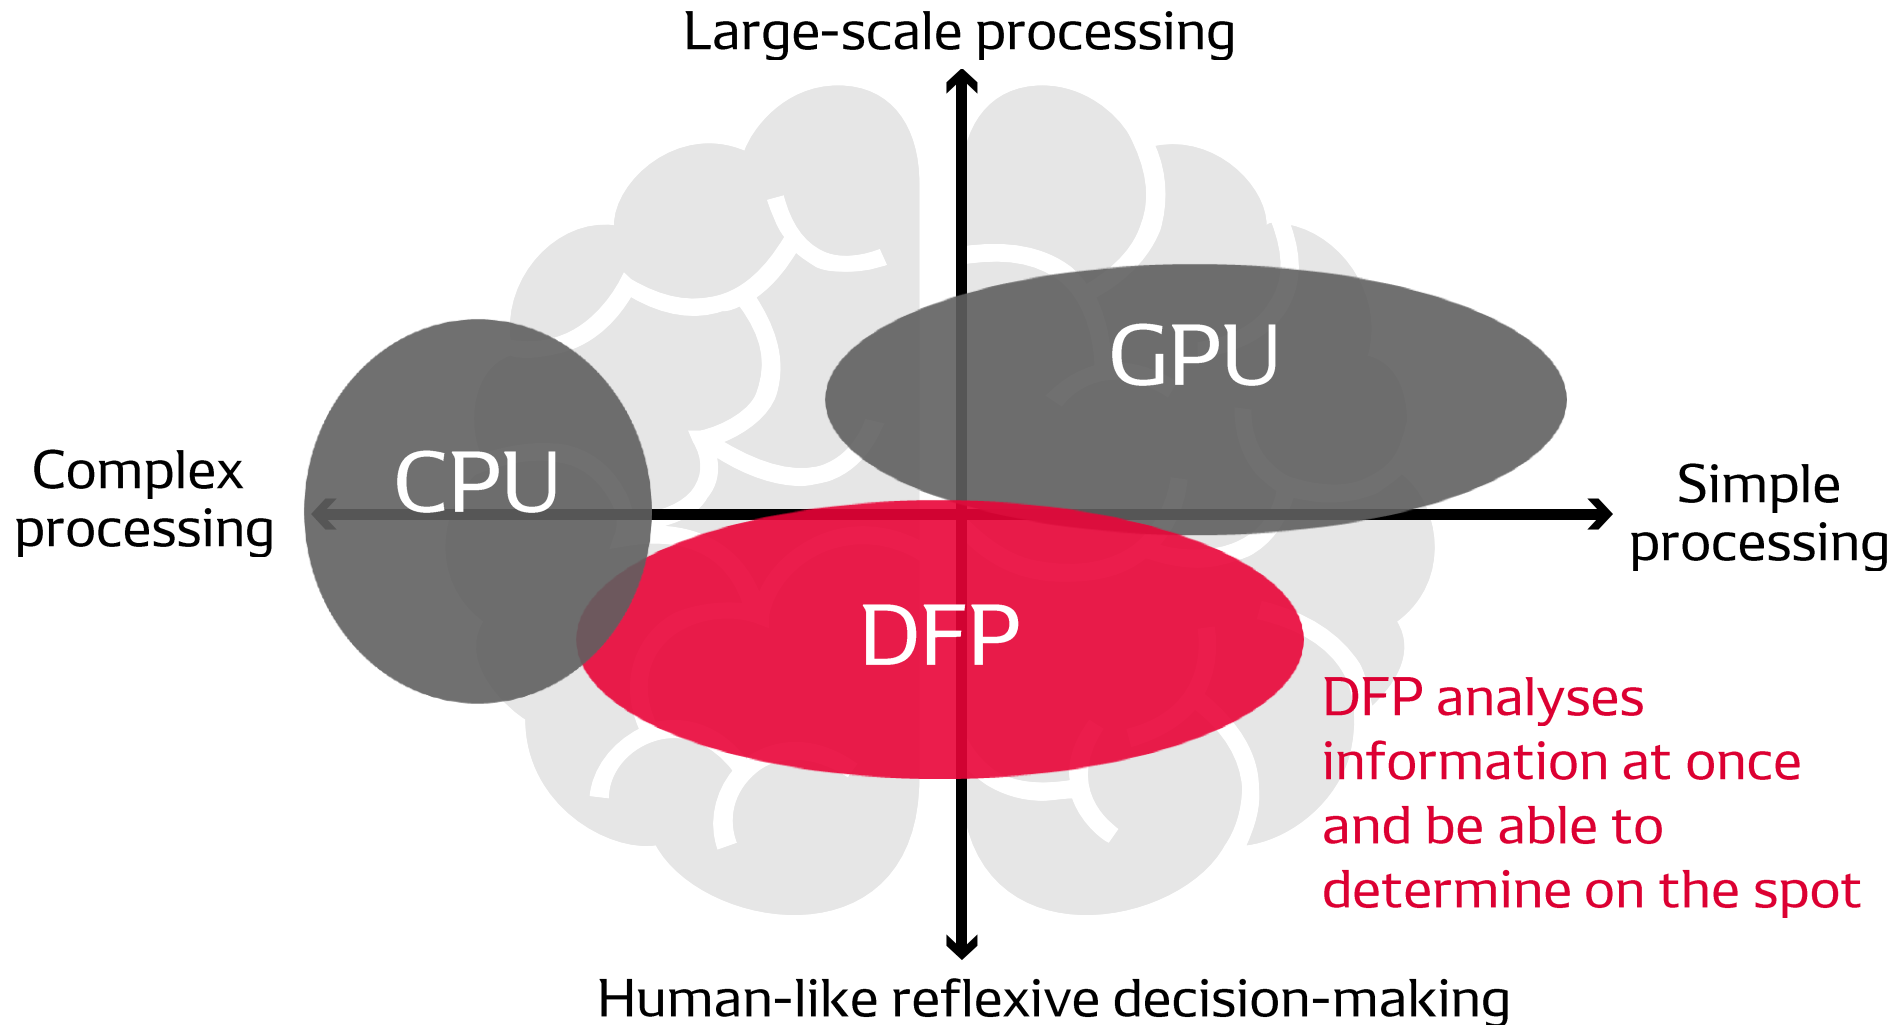 Large-scale processing
GPU
CPU
Complex
processing
Simple
processing
DFP
DFP analyses
information at once
and be able to
determine on the spot
Human-like reflexive decision-making